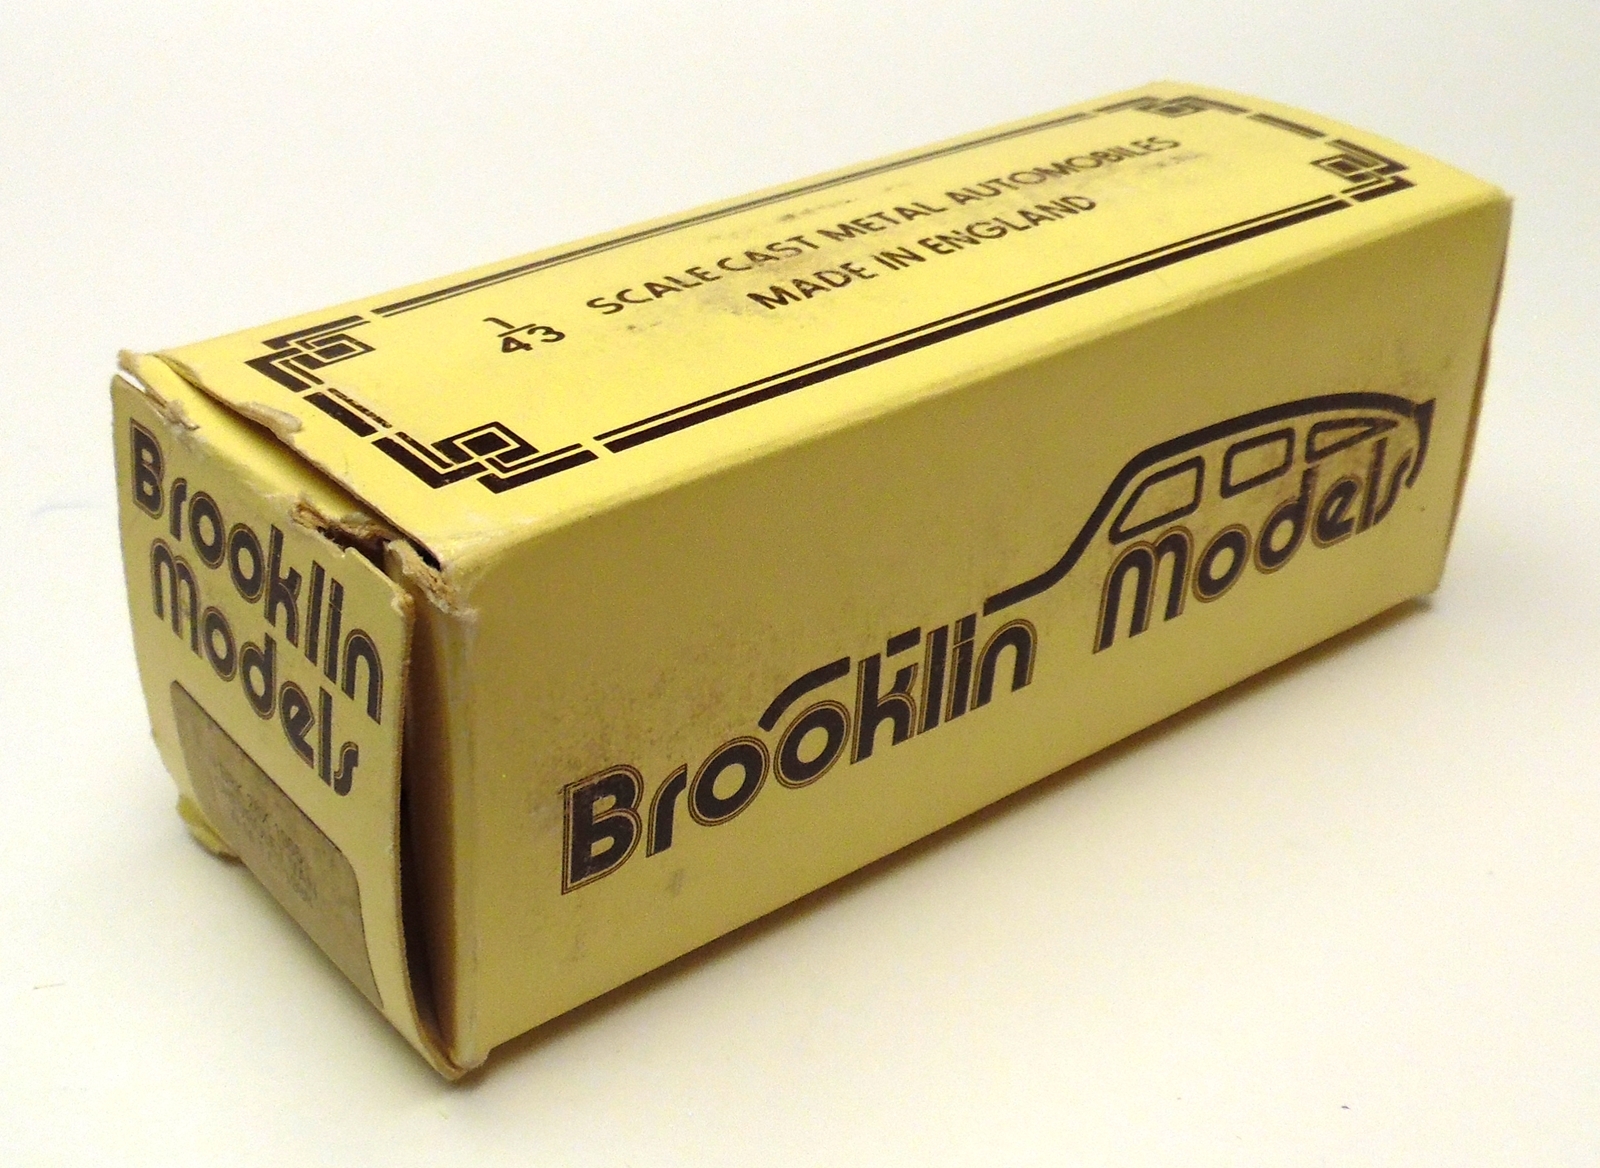 1/43 SCALE CAST METAL AUTOMOBILES
MADE IN ENGLAND
Brooklin
Models
Brooklin Models